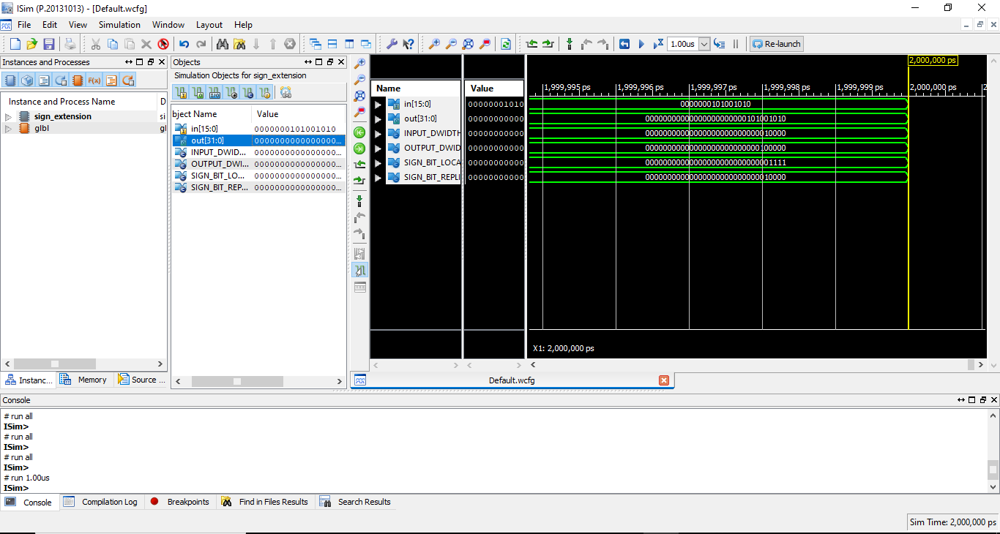 ISim (P.20131013) - [Default.wcfg]
File Edit View Simulation Window Layout Help
1.00us Re-launch
Instances and Processes
Instance and Process Name D
sign_extension si
glbl gl
Instanc... Memory Source ...
Objects
Simulation Objects for sign_extension
bject Name Value
in[15:0] 0000000101001010
out[31:0] 0000000000000000...
INPUT_DWID... 0000000000000000...
OUTPUT_DWI... 0000000000000000...
SIGN_BIT_LO... 0000000000000000...
SIGN_BIT_REP... 0000000000000000...
Name Value
in[15:0] 00000001010
out[31:0] 00000000000
INPUT_DWIDTH 00000000000
OUTPUT_DWID 00000000000
SIGN_BIT_LOCA 00000000000
SIGN_BIT_REPLI 00000000000
2,000,000 ps
1,999,995 ps 1,999,996 ps 1,999,997 ps 1,999,998 ps 1,999,999 ps 2,000,000 ps 2
0000000101001010
00000000000000000000000101001010
00000000000000000000000000010000
00000000000000000000000000100000
00000000000000000000000000001111
00000000000000000000000000010000
X1: 2,000,000 ps
Default.wcfg
Console
# run all
ISim>
# run all
ISim>
# run all
ISim>
# run 1.00us
ISim>
Console Compilation Log Breakpoints Find in Files Results Search Results
Sim Time: 2,000,000 ps